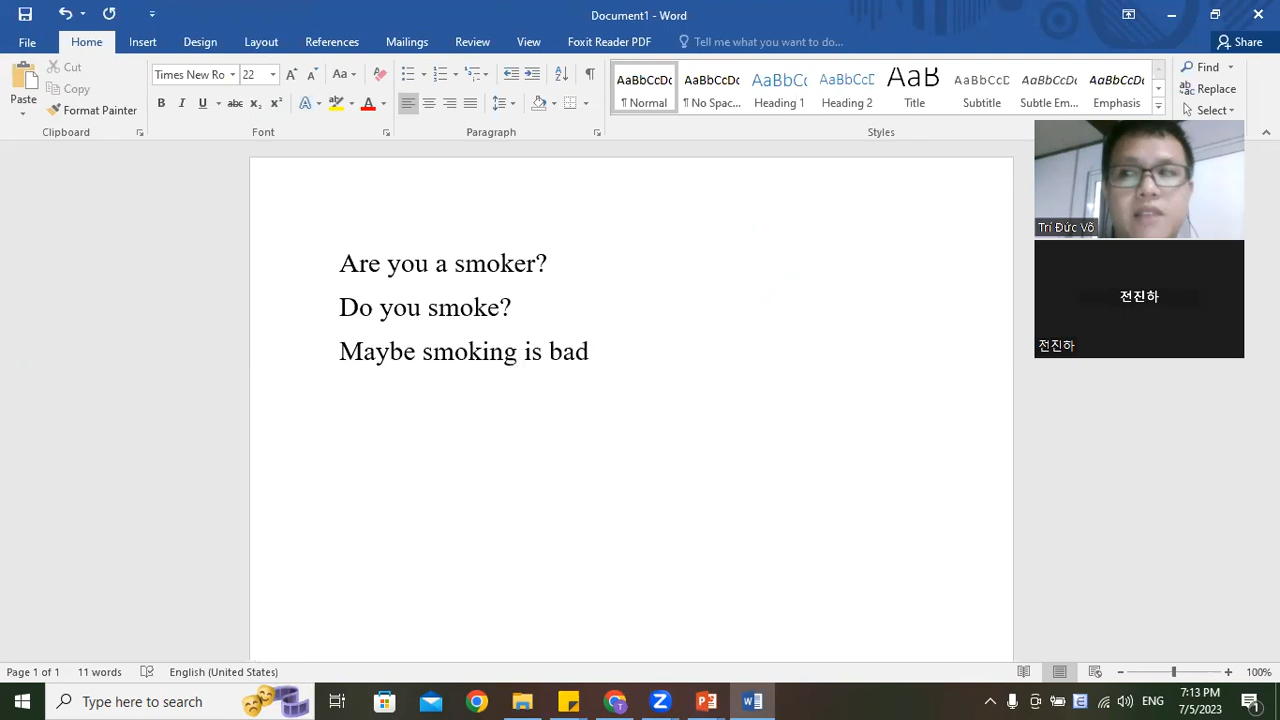 Document1 - Word
File
Home
Insert
Design
Layout
References
Mailings
Review
View
Foxit Reader PDF
Tell me what you want to do...
Share
Paste
Cut
Copy
Format Painter
Clipboard
Times New Ro
22
Font
Paragraph
AaBbCcDc
¶ Normal
AaBbCcDc
¶ No Spac...
AaBbCc
Heading 1
AaBbCcD
Heading 2
AaB
Title
AaBbCcD
Subtitle
AaBbCcDc
Subtle Em...
AaBbCcDc
Emphasis
Styles
Find
Replace
Select
Trí Đức Võ
전진하
전진하
Are you a smoker?
Do you smoke?
Maybe smoking is bad
Page 1 of 1
11 words
English (United States)
100%
Type here to search
ENG
7:13 PM
7/5/2023